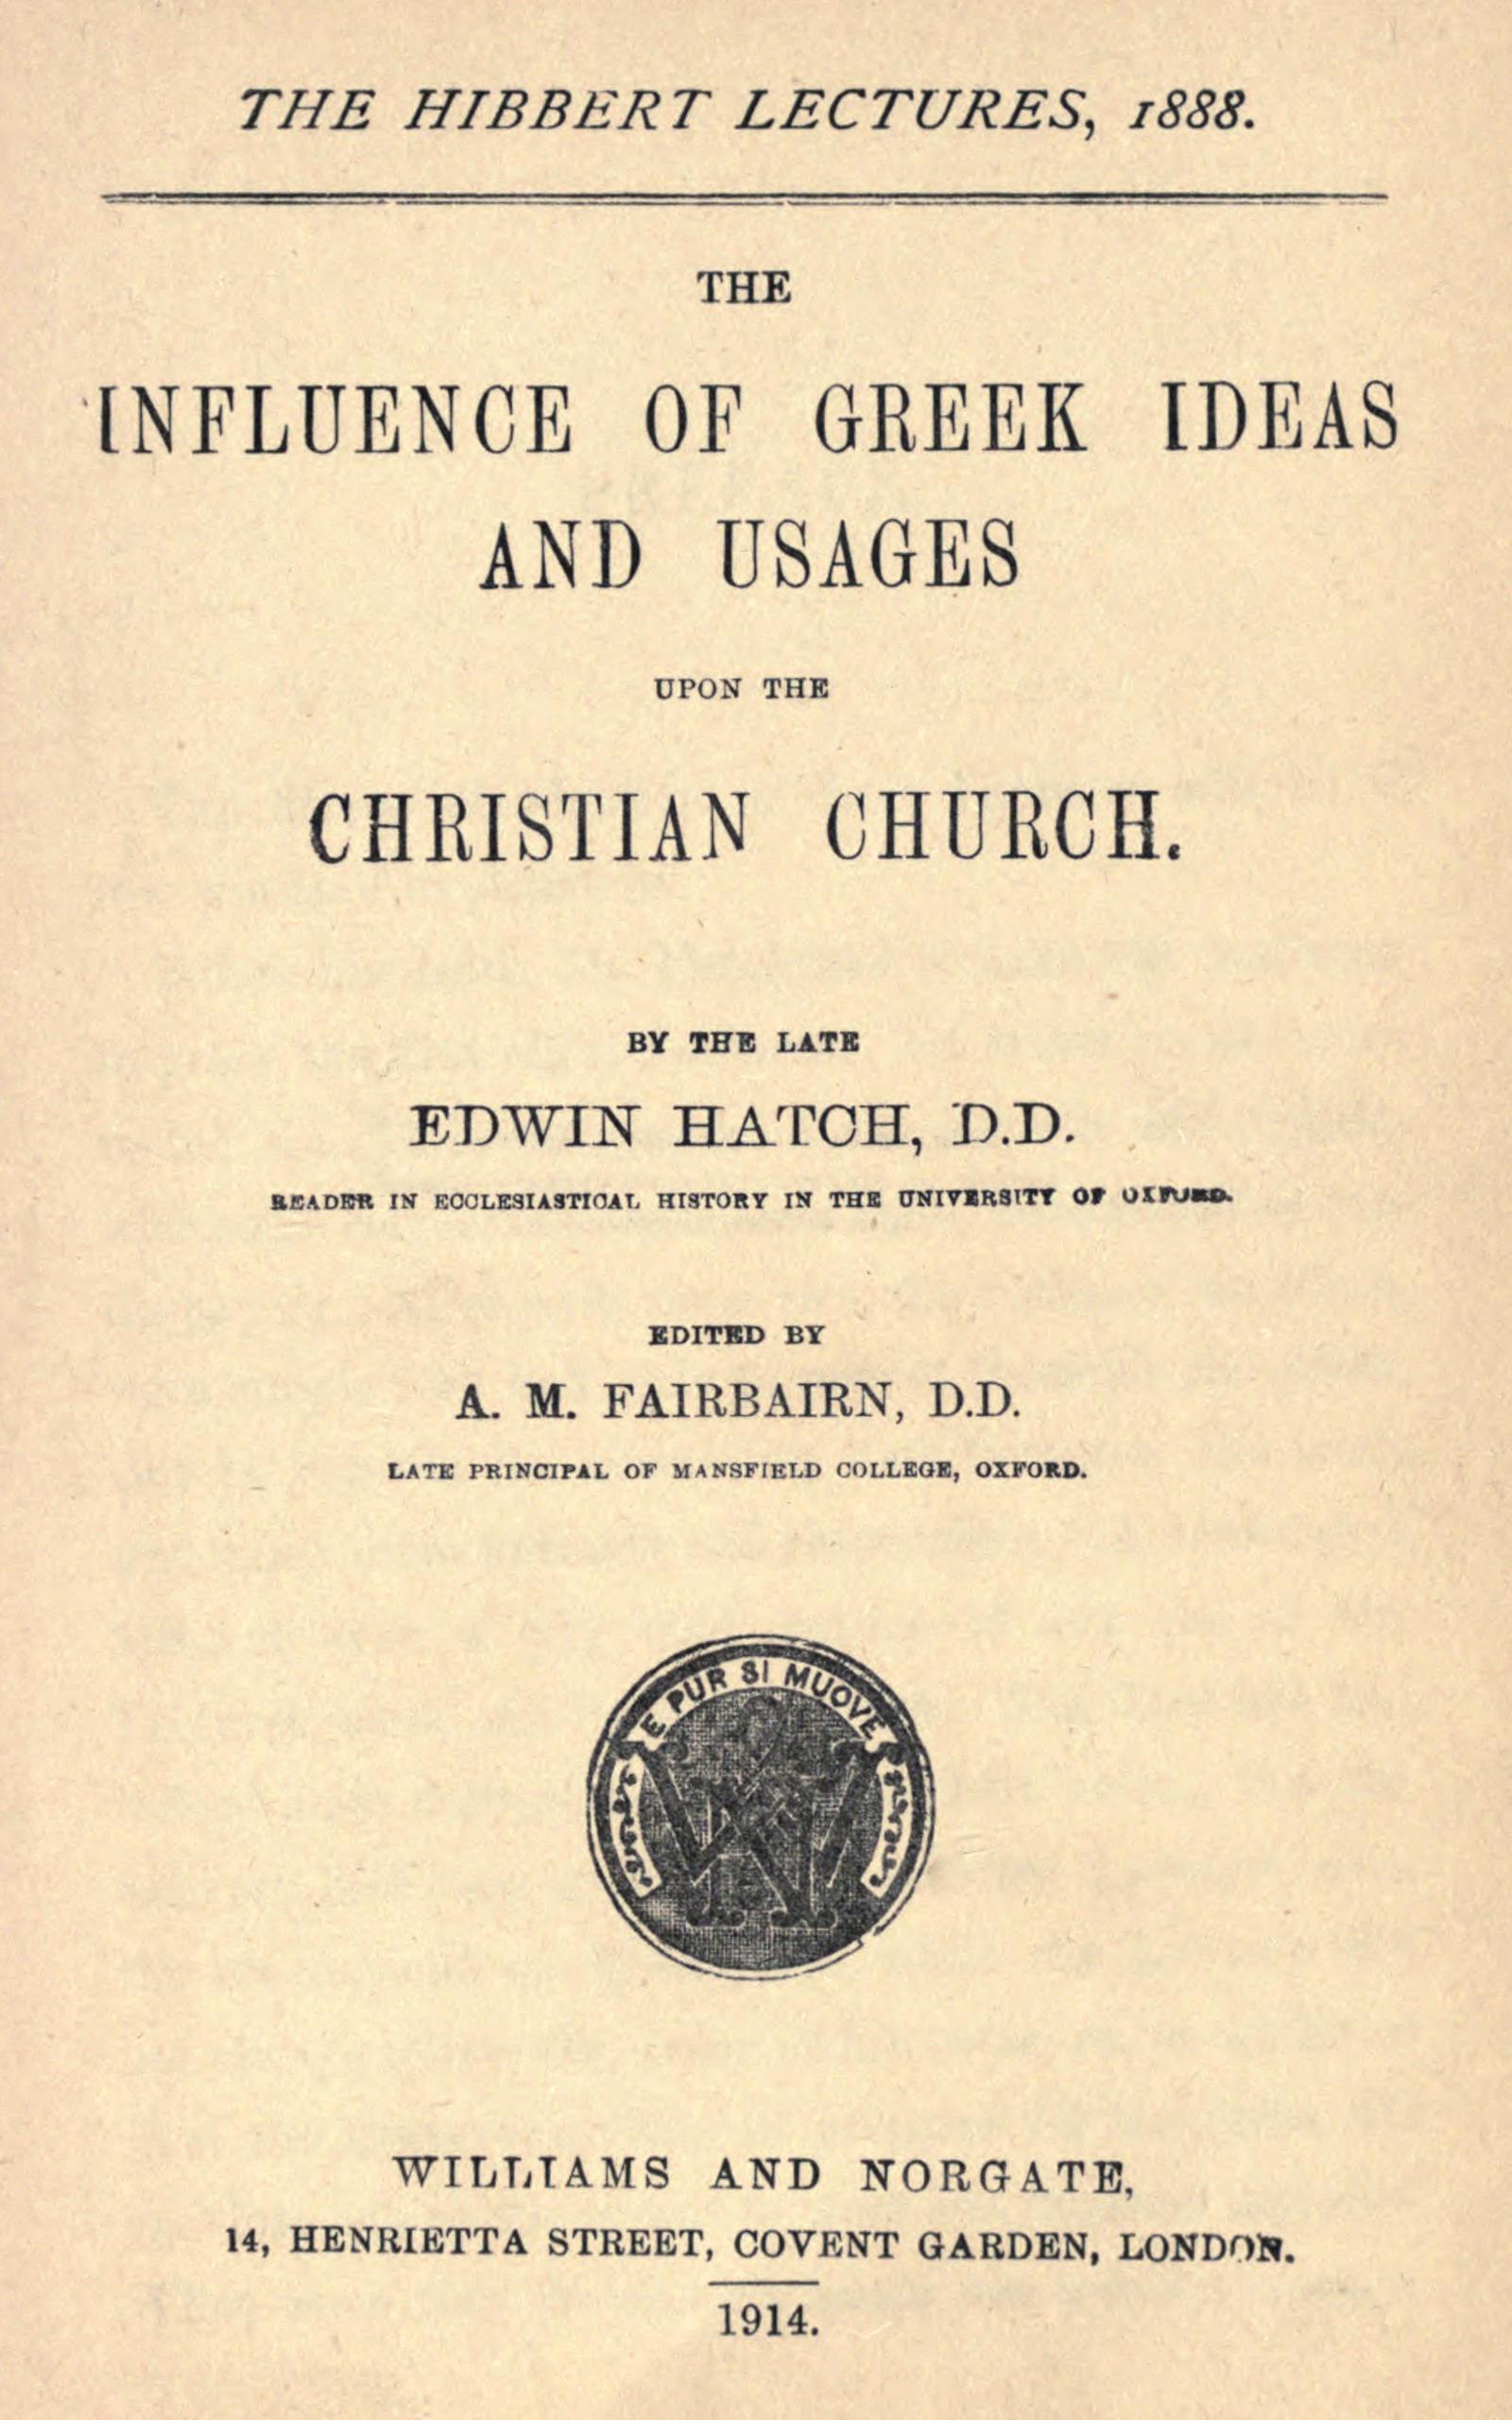 THE HIBBERT LECTURES, 1888.
THE
INFLUENCE OF GREEK IDEAS
AND USAGES
UPON THE
CHRISTIAN CHURCH.
BY THE LATE
EDWIN HATCH, D.D.
READER IN ECCLESIASTICAL HISTORY IN THE UNIVERSITY OF OXFORD.
EDITED BY
A. M. FAIRBAIRN, D.D.
LATE PRINCIPAL OF MANSFIELD COLLEGE, OXFORD.
E PUR SI MUOVE
WILLIAMS AND NORGATE,
14, HENRIETTA STREET, COVENT GARDEN, LONDON.
1914.